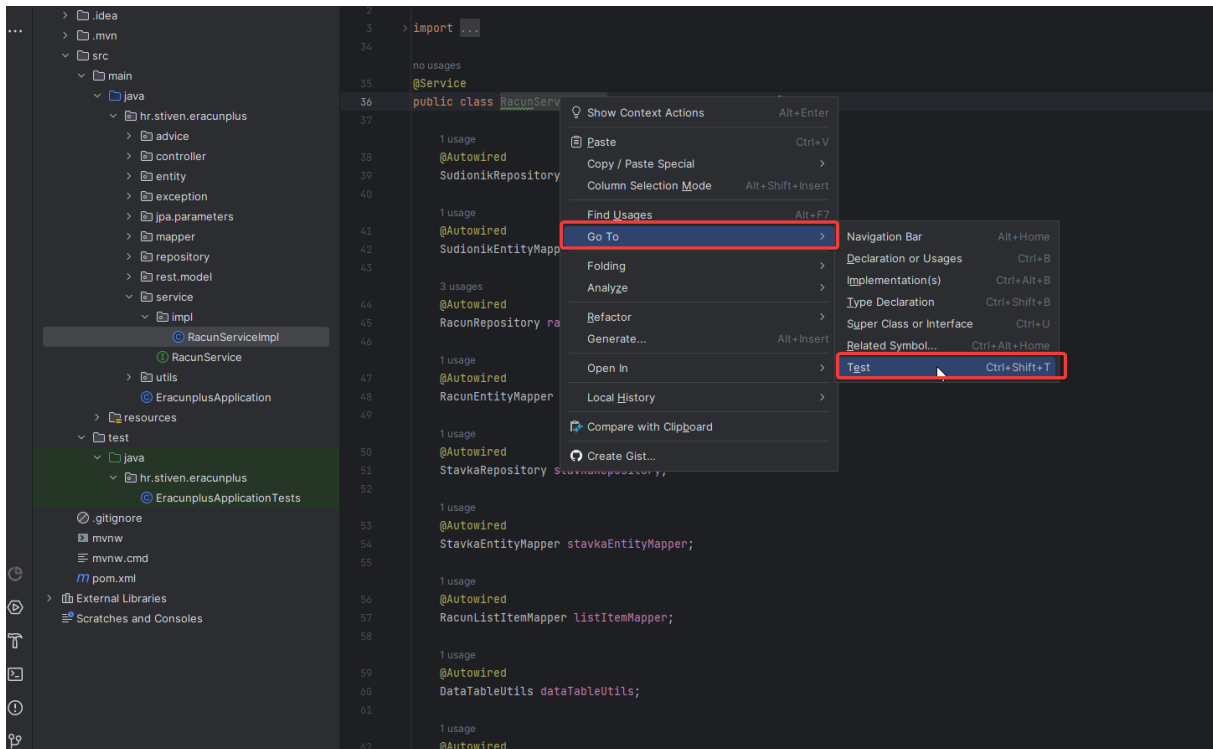 .idea
.mvn
src
main
java
hr.stiven.eracunplus
advice
controller
entity
exception
jpa.parameters
mapper
repository
rest.model
service
impl
RacunServiceImpl
RacunService
utils
EracunplusApplication
resources
test
java
hr.stiven.eracunplus
EracunplusApplicationTests
.gitignore
mvnw
mvnw.cmd
pom.xml
External Libraries
Scratches and Consoles
2
3 import ...
34
no usages
35 @Service
36 public class RacunServ
37
1 usage
38 @Autowired
39 SudionikRepository
40
1 usage
41 @Autowired
42 SudionikEntityMapp
43
3 usages
44 @Autowired
45 RacunRepository ra
46
1 usage
47 @Autowired
48 RacunEntityMapper
49
1 usage
50 @Autowired
51 StavkaRepository stavkaRepository;
52
1 usage
53 @Autowired
54 StavkaEntityMapper stavkaEntityMapper;
55
1 usage
56 @Autowired
57 RacunListItemMapper listItemMapper;
58
1 usage
59 @Autowired
60 DataTableUtils dataTableUtils;
61
1 usage
62 @Autowired
Show Context Actions Alt+Enter
Paste Ctrl+V
Copy / Paste Special
Column Selection Mode Alt+Shift+Insert
Find Usages Alt+F7
Go To
Folding
Analyze
Refactor
Generate... Alt+Insert
Open In
Local History
Compare with Clipboard
Create Gist...
Navigation Bar Alt+Home
Declaration or Usages Ctrl+B
Implementation(s) Ctrl+Alt+B
Type Declaration Ctrl+Shift+B
Super Class or Interface Ctrl+U
Related Symbol... Ctrl+Alt+Home
Test Ctrl+Shift+T